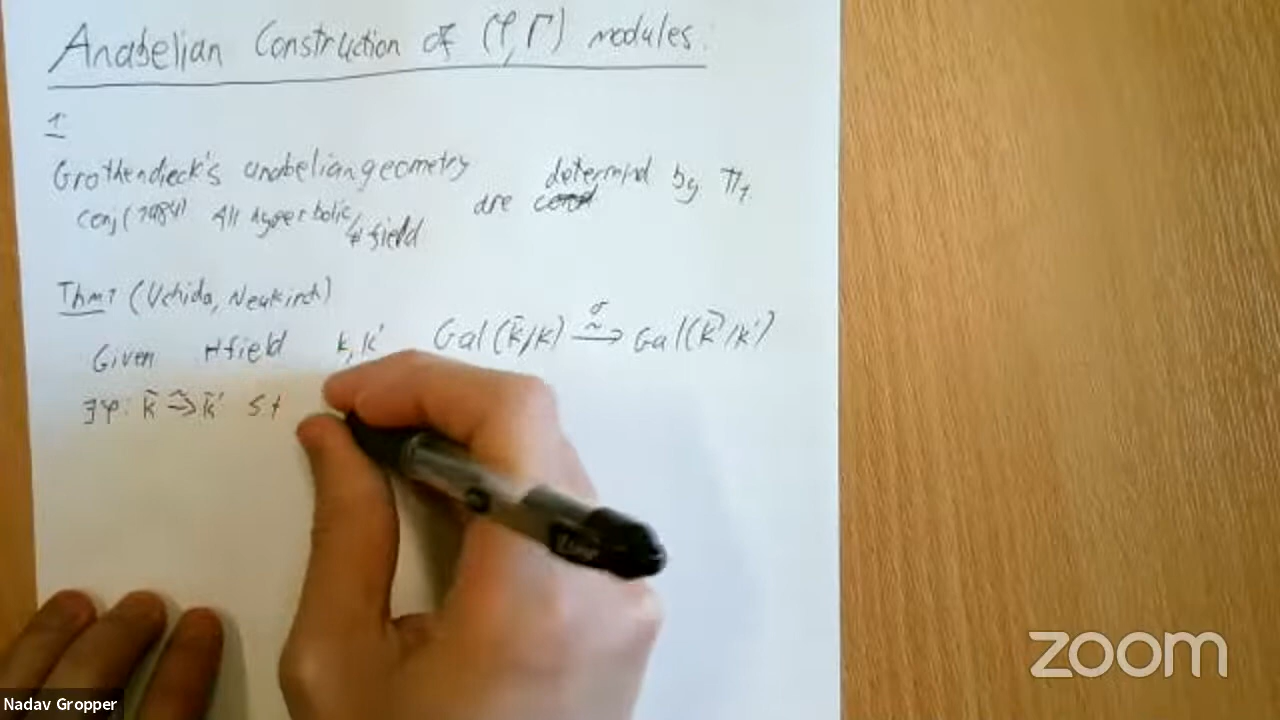 Anabelian Construction of (φ,Γ) modules.
1
Grothendieck's anabelian geometry
conj (1984) All hyperbolic / # field are determind by π₁
Thm: (Uchida, Neukirch)
Given #field k,k' Gal(k̄/k) ⥲ Gal(k̄'/k')
σ
∃φ: k̄ ⥲ k̄' st
Nadav Gropper
zoom